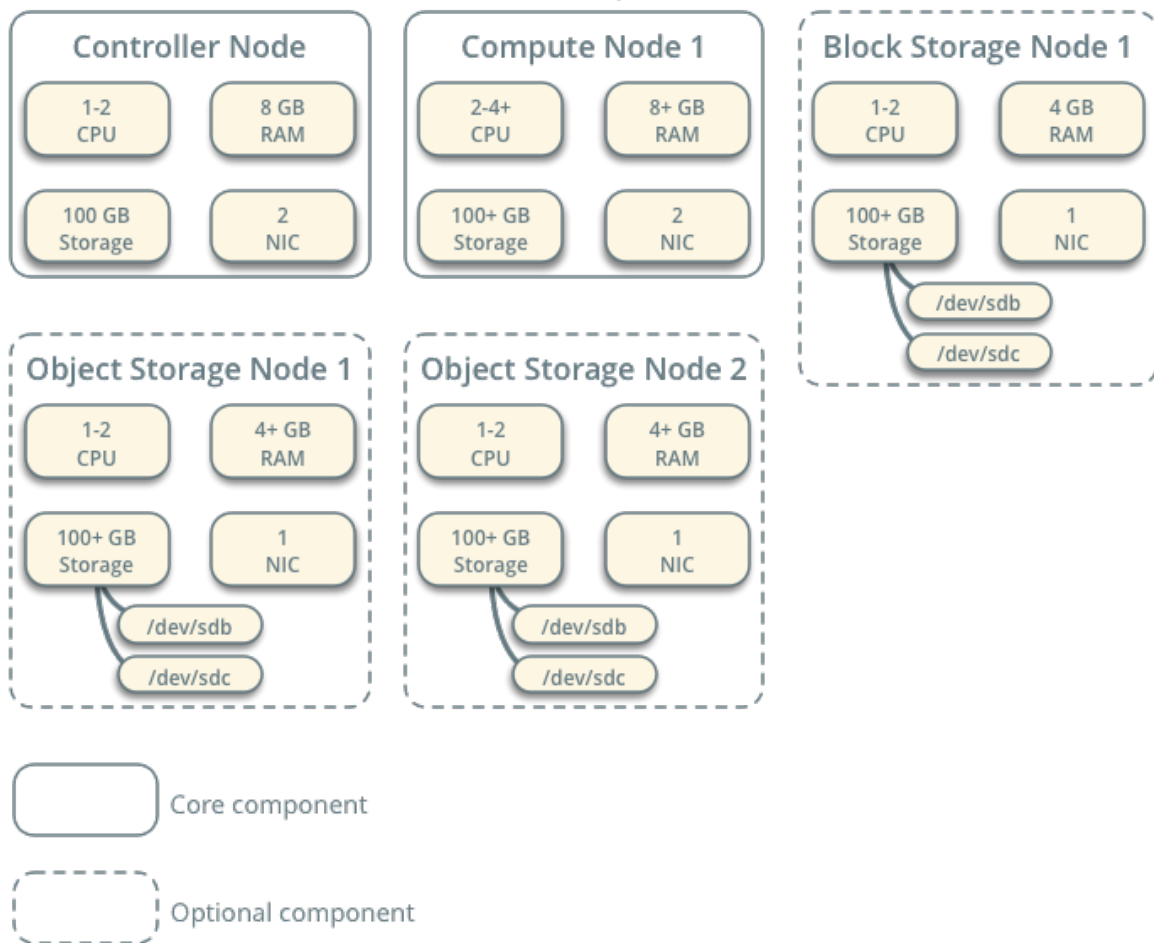 Controller Node
1-2
CPU
8 GB
RAM
100 GB
Storage
2
NIC
Compute Node 1
2-4+
CPU
8+ GB
RAM
100+ GB
Storage
2
NIC
Block Storage Node 1
1-2
CPU
4 GB
RAM
100+ GB
Storage
1
NIC
/dev/sdb
/dev/sdc
Object Storage Node 1
1-2
CPU
4+ GB
RAM
100+ GB
Storage
1
NIC
/dev/sdb
/dev/sdc
Object Storage Node 2
1-2
CPU
4+ GB
RAM
100+ GB
Storage
1
NIC
/dev/sdb
/dev/sdc
Core component
Optional component